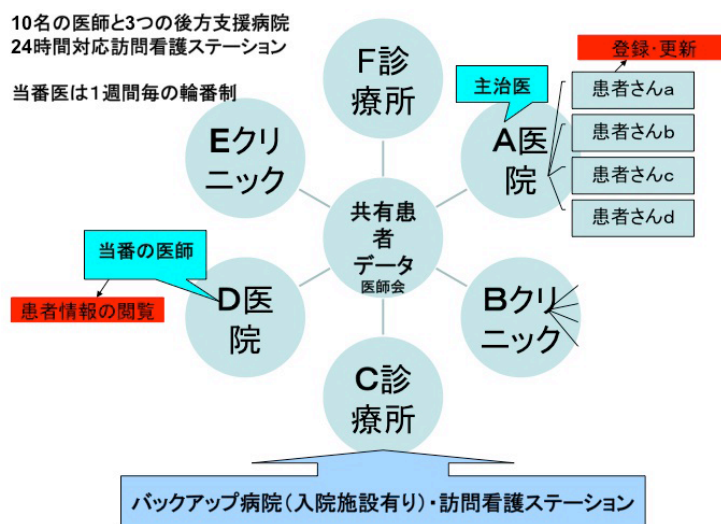 10名の医師と3つの後方支援病院
24時間対応訪問看護ステーション
当番医は1週間毎の輪番制
F診
療所
主治医
登録・更新
患者さんa
患者さんb
患者さんc
患者さんd
A医
院
Eクリ
ニック
共有患
者
データ
医師会
当番の医師
患者情報の閲覧
D医
院
Bクリ
ニック
C診
療所
バックアップ病院(入院施設有り)・訪問看護ステーション